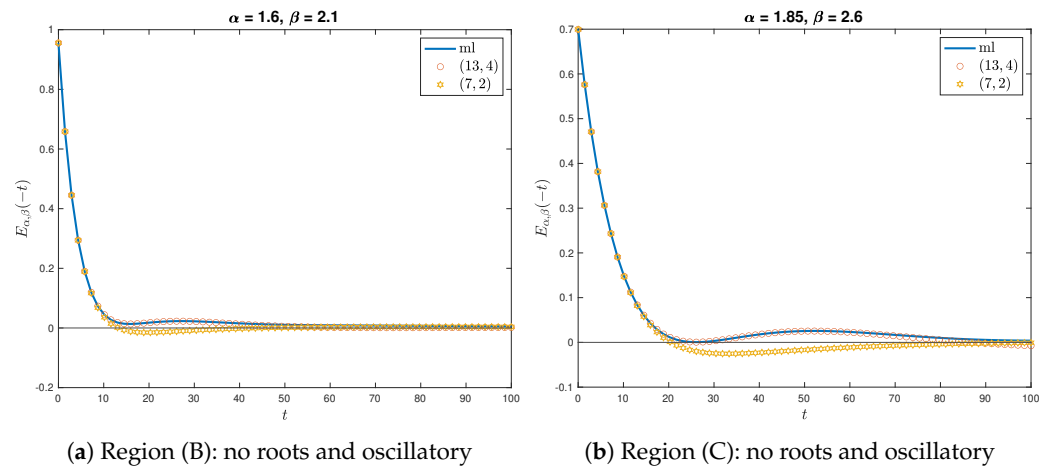 α = 1.6, β = 2.1
1
0.8
0.6
0.4
0.2
0
-0.2
E_{α,β}(−t)
0 10 20 30 40 50 60 70 80 90 100
t
ml
(13, 4)
(7, 2)
(a) Region (B): no roots and oscillatory
α = 1.85, β = 2.6
0.7
0.6
0.5
0.4
0.3
0.2
0.1
0
-0.1
E_{α,β}(−t)
0 10 20 30 40 50 60 70 80 90 100
t
ml
(13, 4)
(7, 2)
(b) Region (C): no roots and oscillatory